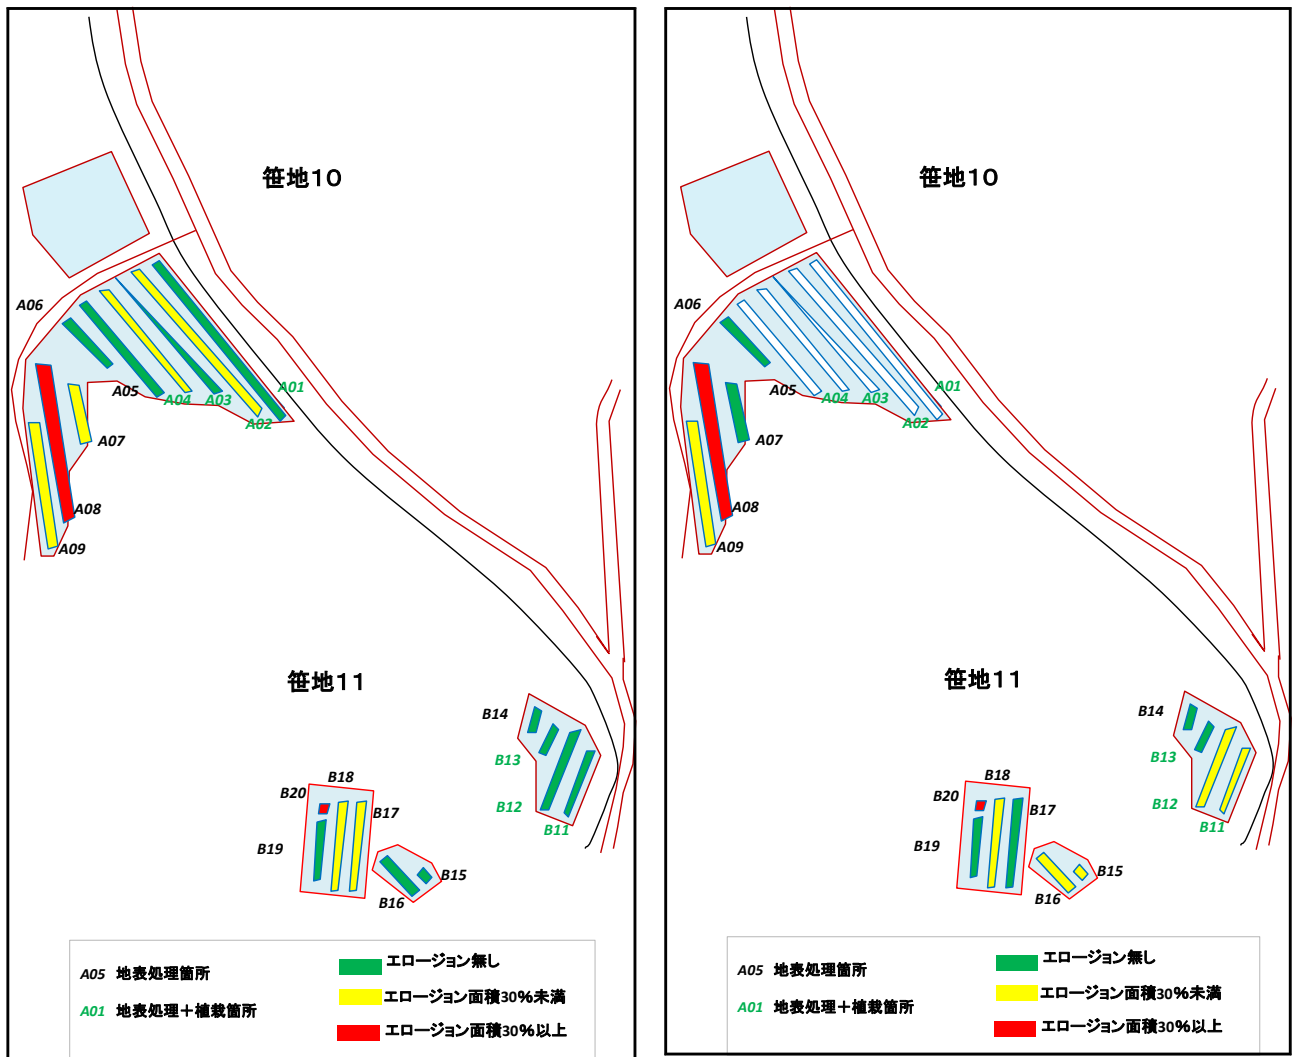 笹地10
A06
A05
A04
A03
A01
A02
A07
A08
A09
笹地11
B14
B13
B12
B11
B18
B20
B17
B19
B15
B16
A05 地表処理箇所
A01 地表処理＋植栽箇所
エロージョン無し
エロージョン面積30%未満
エロージョン面積30%以上
笹地10
A06
A05
A04
A03
A01
A02
A07
A08
A09
笹地11
B14
B13
B12
B11
B18
B20
B17
B19
B15
B16
A05 地表処理箇所
A01 地表処理＋植栽箇所
エロージョン無し
エロージョン面積30%未満
エロージョン面積30%以上